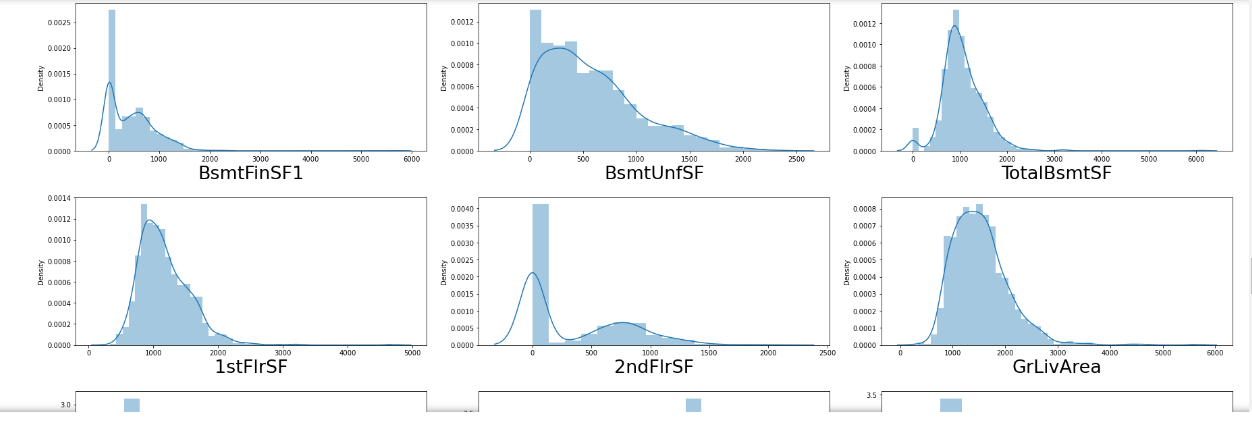 0.0025
0.0020
0.0015
0.0010
0.0005
0.0000
Density
0 1000 2000 3000 4000 5000 6000
BsmtFinSF1
0.0012
0.0010
0.0008
0.0006
0.0004
0.0002
0.0000
Density
0 500 1000 1500 2000 2500
BsmtUnfSF
0.0012
0.0010
0.0008
0.0006
0.0004
0.0002
0.0000
Density
0 1000 2000 3000 4000 5000 6000
TotalBsmtSF
0.0014
0.0012
0.0010
0.0008
0.0006
0.0004
0.0002
0.0000
Density
0 1000 2000 3000 4000 5000
1stFlrSF
0.0040
0.0035
0.0030
0.0025
0.0020
0.0015
0.0010
0.0005
0.0000
Density
0 500 1000 1500 2000 2500
2ndFlrSF
0.0008
0.0007
0.0006
0.0005
0.0004
0.0003
0.0002
0.0001
0.0000
Density
0 1000 2000 3000 4000 5000 6000
GrLivArea
3.0
3.5